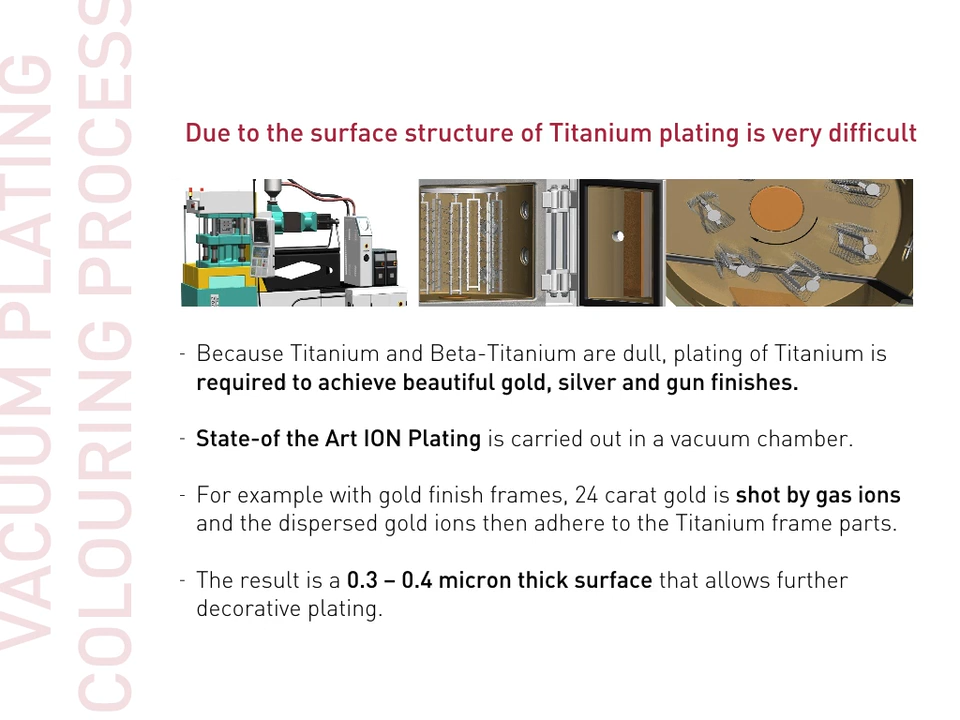 VACUUM PLATING
COLOURING PROCESS
Due to the surface structure of Titanium plating is very difficult
- Because Titanium and Beta-Titanium are dull, plating of Titanium is
required to achieve beautiful gold, silver and gun finishes.
- State-of the Art ION Plating is carried out in a vacuum chamber.
- For example with gold finish frames, 24 carat gold is shot by gas ions
and the dispersed gold ions then adhere to the Titanium frame parts.
- The result is a 0.3 – 0.4 micron thick surface that allows further
decorative plating.